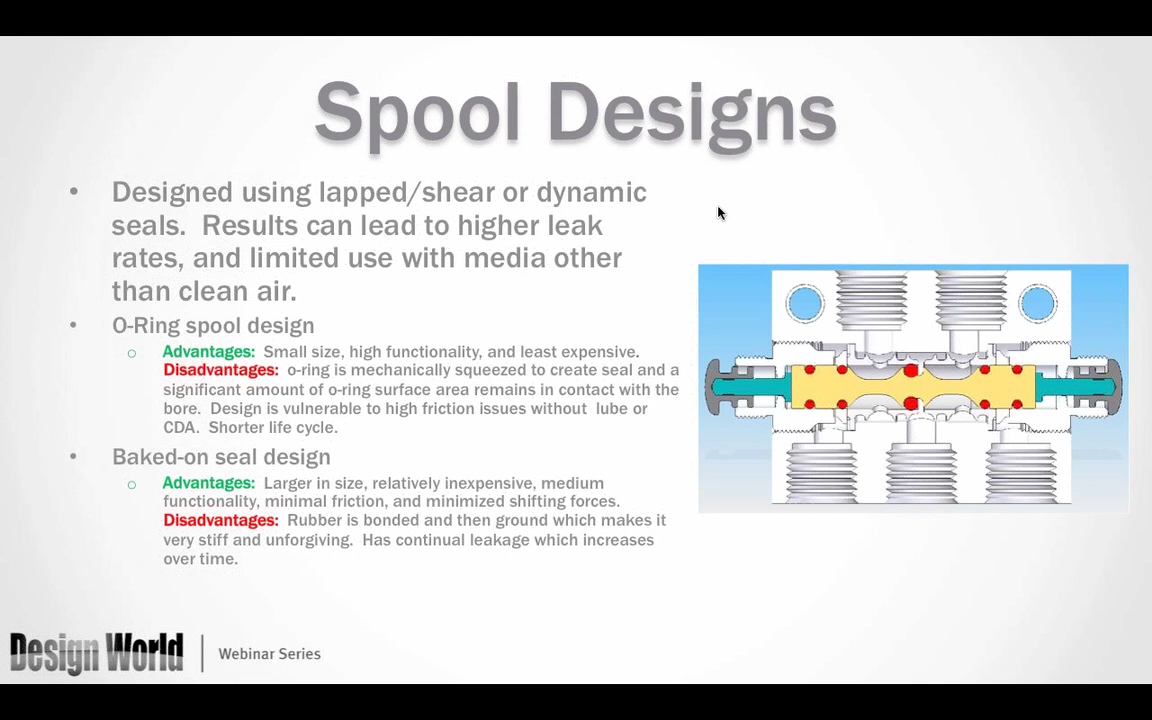 Spool Designs
• Designed using lapped/shear or dynamic
seals. Results can lead to higher leak
rates, and limited use with media other
than clean air.
• O-Ring spool design
o Advantages: Small size, high functionality, and least expensive.
Disadvantages: o-ring is mechanically squeezed to create seal and a
significant amount of o-ring surface area remains in contact with the
bore. Design is vulnerable to high friction issues without lube or
CDA. Shorter life cycle.
• Baked-on seal design
o Advantages: Larger in size, relatively inexpensive, medium
functionality, minimal friction, and minimized shifting forces.
Disadvantages: Rubber is bonded and then ground which makes it
very stiff and unforgiving. Has continual leakage which increases
over time.
Design World | Webinar Series